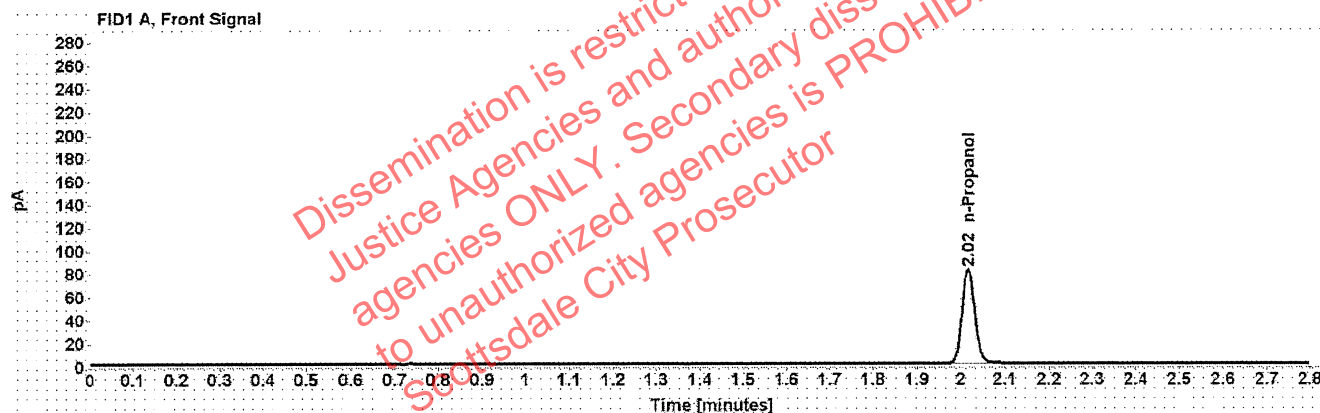 FID1 A, Front Signal
280
260
240
220
200
180
160
140
120
100
80
60
40
20
0
pA
2.02 n-Propanol
0 0.1 0.2 0.3 0.4 0.5 0.6 0.7 0.8 0.9 1 1.1 1.2 1.3 1.4 1.5 1.6 1.7 1.8 1.9 2 2.1 2.2 2.3 2.4 2.5 2.6 2.7 2.8
Time [minutes]
Dissemination is
Justice Agencies and
agencies ONLY. Secondary
to unauthorized agencies is
Scottsdale City Prosecutor